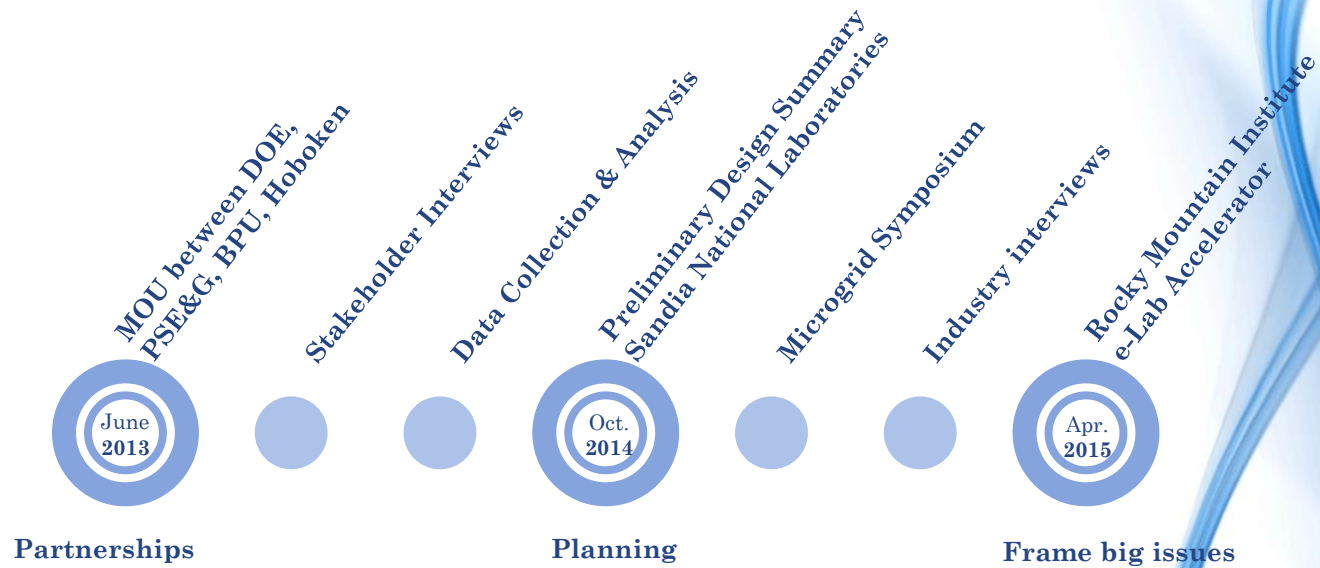 MOU between DOE,
PSE&G, BPU, Hoboken
Stakeholder Interviews
Data Collection & Analysis
Preliminary Design Summary
Sandia National Laboratories
Microgrid Symposium
Industry interviews
Rocky Mountain Institute
e-Lab Accelerator
June
2013
Oct.
2014
Apr.
2015
Partnerships
Planning
Frame big issues